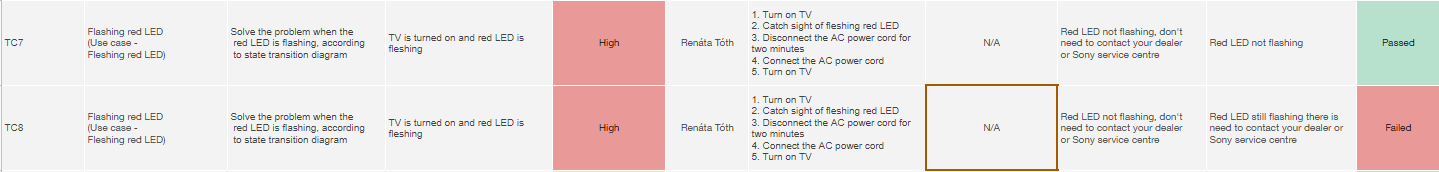 TC7
Flashing red LED
(Use case -
Fleshing red LED)
Solve the problem when the
red LED is flashing, according
to state transition diagram
TV is turned on and red LED is
fleshing
High
Renáta Tóth
1. Turn on TV
2. Catch sight of fleshing red LED
3. Disconnect the AC power cord for
two minutes
4. Connect the AC power cord
5. Turn on TV
N/A
Red LED not flashing, don't
need to contact your dealer
or Sony service centre
Red LED not flashing
Passed
TC8
Flashing red LED
(Use case -
Fleshing red LED)
Solve the problem when the
red LED is flashing, according
to state transition diagram
TV is turned on and red LED is
fleshing
High
Renáta Tóth
1. Turn on TV
2. Catch sight of fleshing red LED
3. Disconnect the AC power cord for
two minutes
4. Connect the AC power cord
5. Turn on TV
N/A
Red LED not flashing, don't
need to contact your dealer
or Sony service centre
Red LED still flashing there is
need to contact your dealer or
Sony service centre
Failed